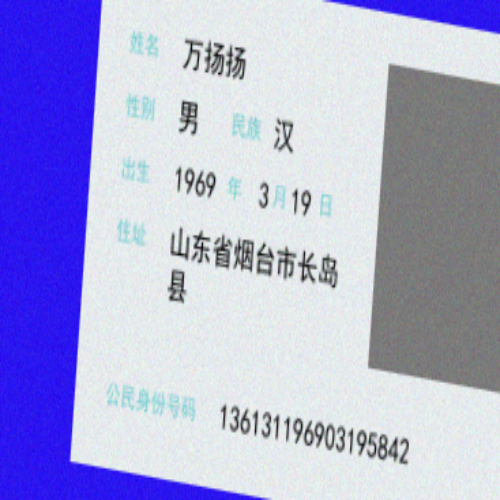 姓名 万扬扬
性别 男 民族 汉
出生 1969 年 3 月 19 日
住址 山东省烟台市长岛
县
公民身份号码 136131196903195842